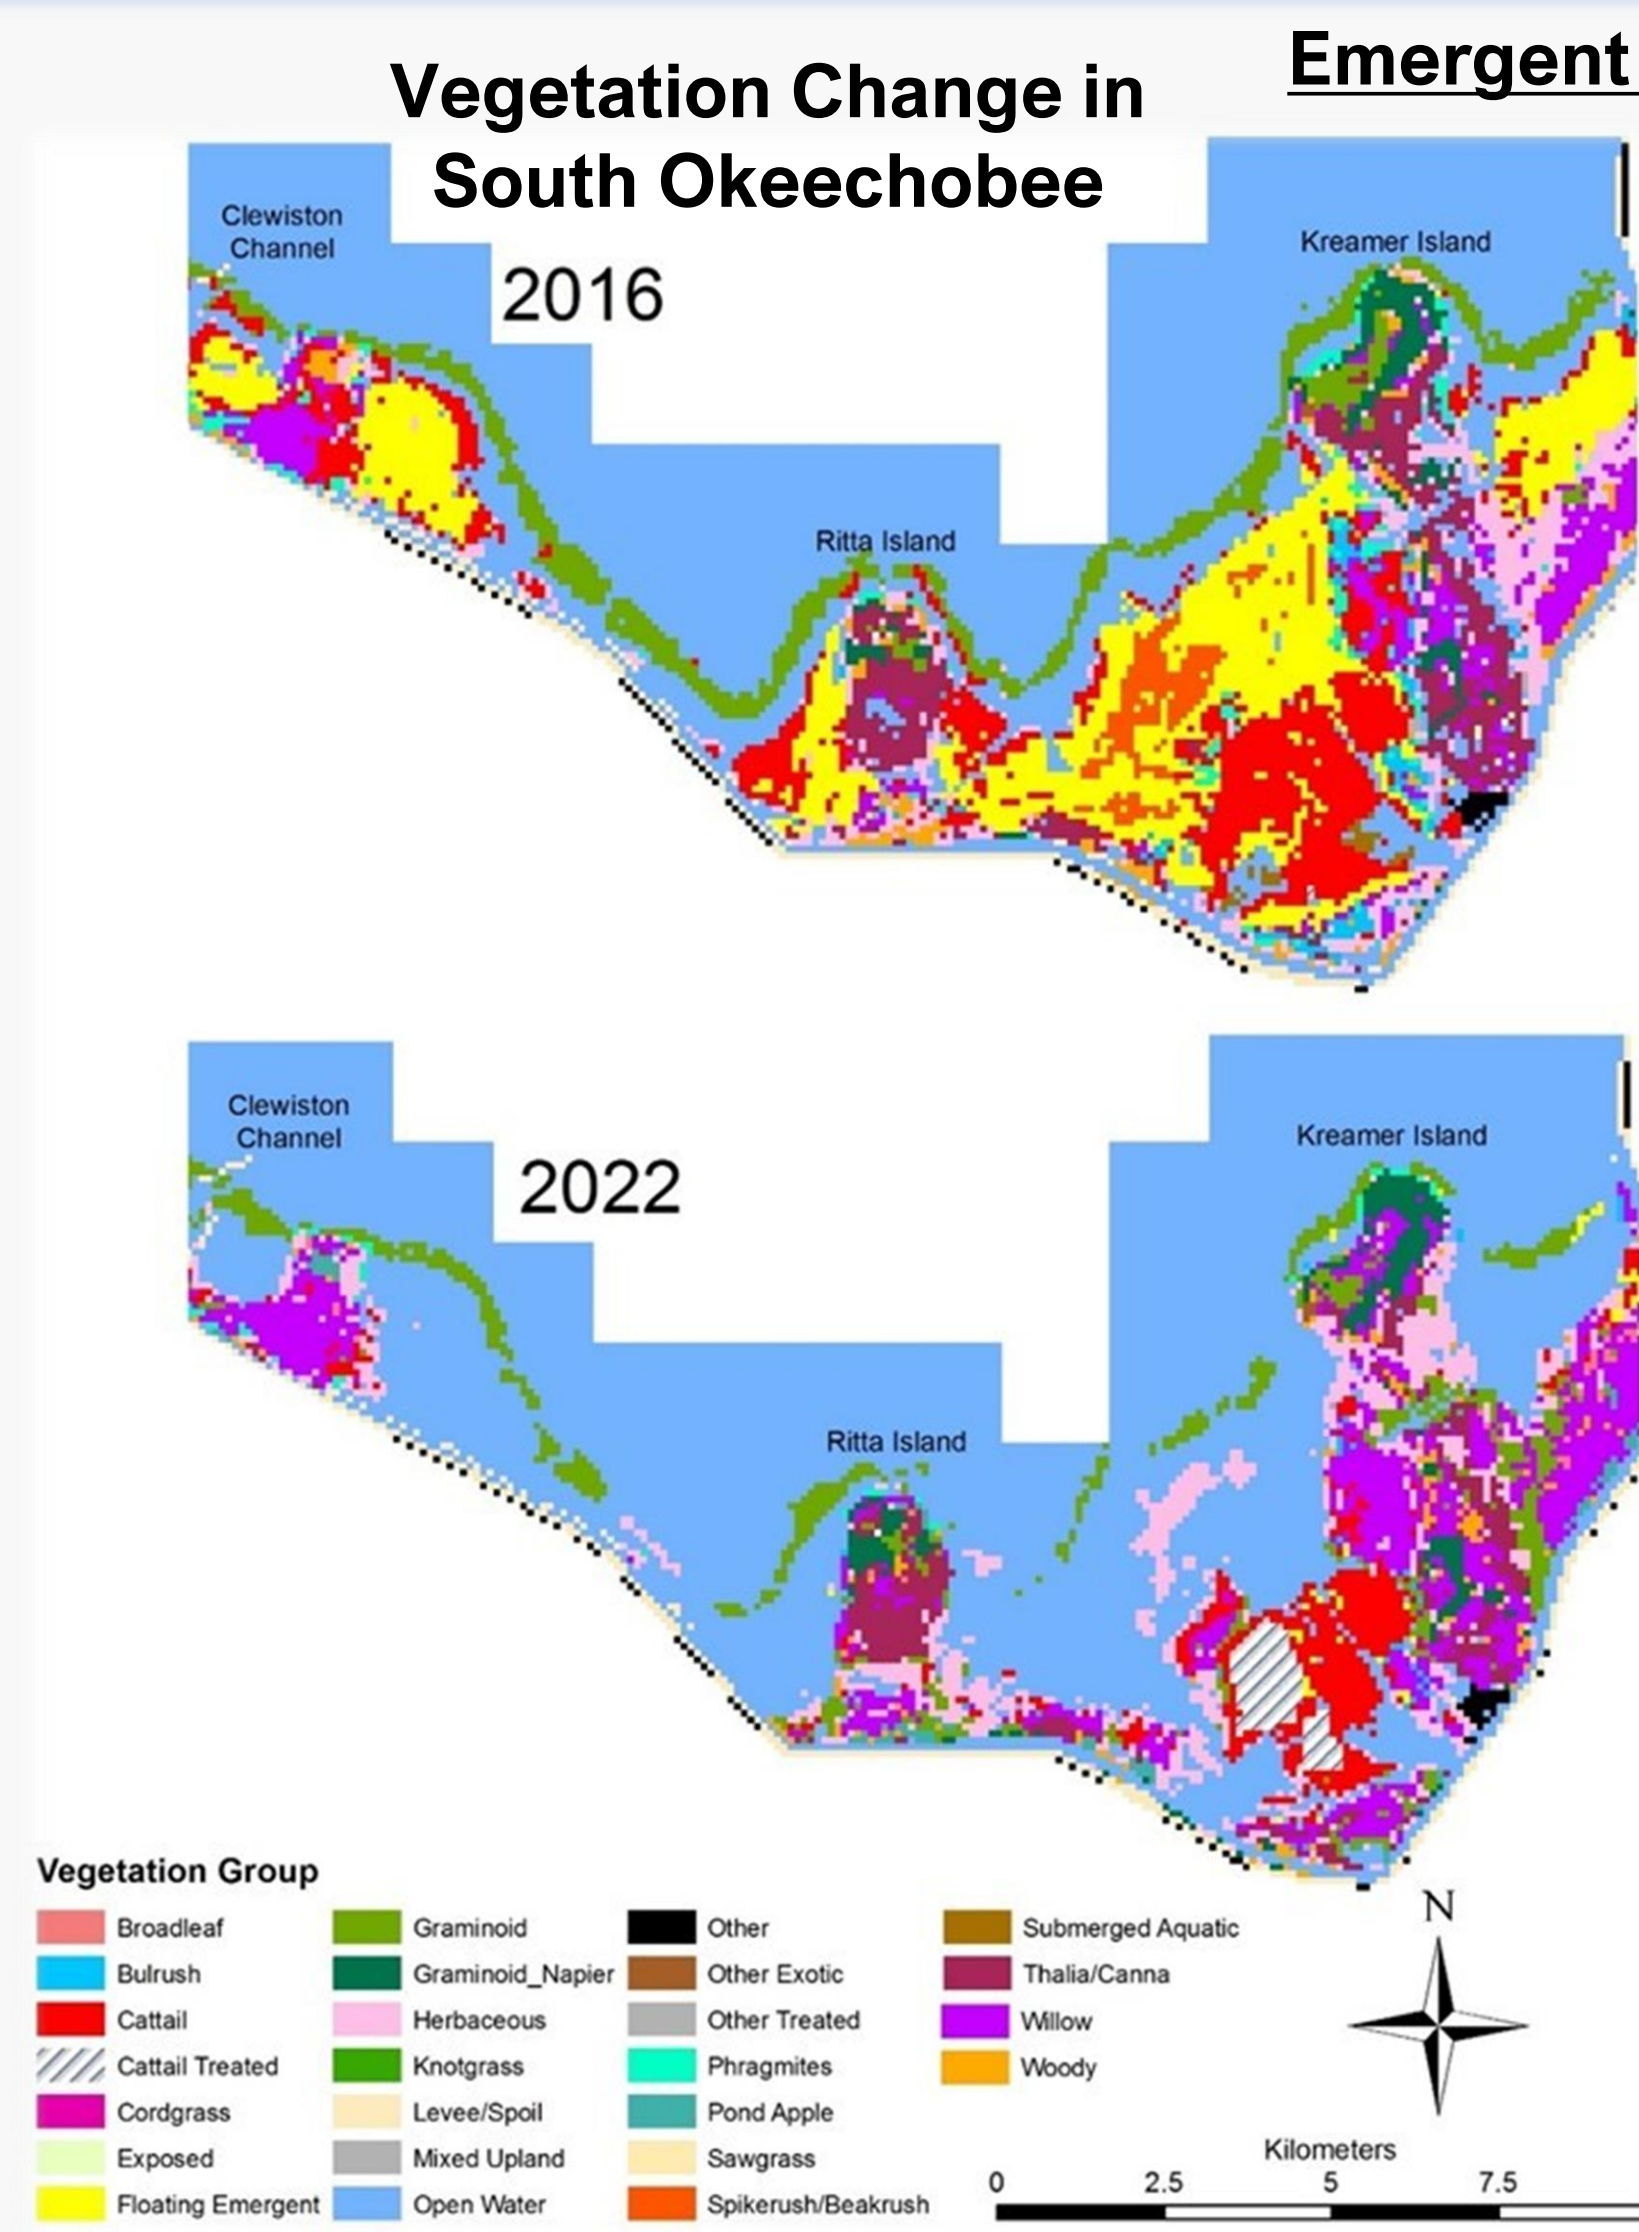 Emergent
Vegetation Change in
South Okeechobee
Clewiston
Channel
Kreamer Island
2016
Ritta Island
Clewiston
Channel
Kreamer Island
2022
Ritta Island
Vegetation Group
Broadleaf
Bulrush
Cattail
Cattail Treated
Cordgrass
Exposed
Floating Emergent
Graminoid
Graminoid_Napier
Herbaceous
Knotgrass
Levee/Spoil
Mixed Upland
Open Water
Other
Other Exotic
Other Treated
Phragmites
Pond Apple
Sawgrass
Spikerush/Beakrush
Submerged Aquatic
Thalia/Canna
Willow
Woody
N
Kilometers
0 2.5 5 7.5